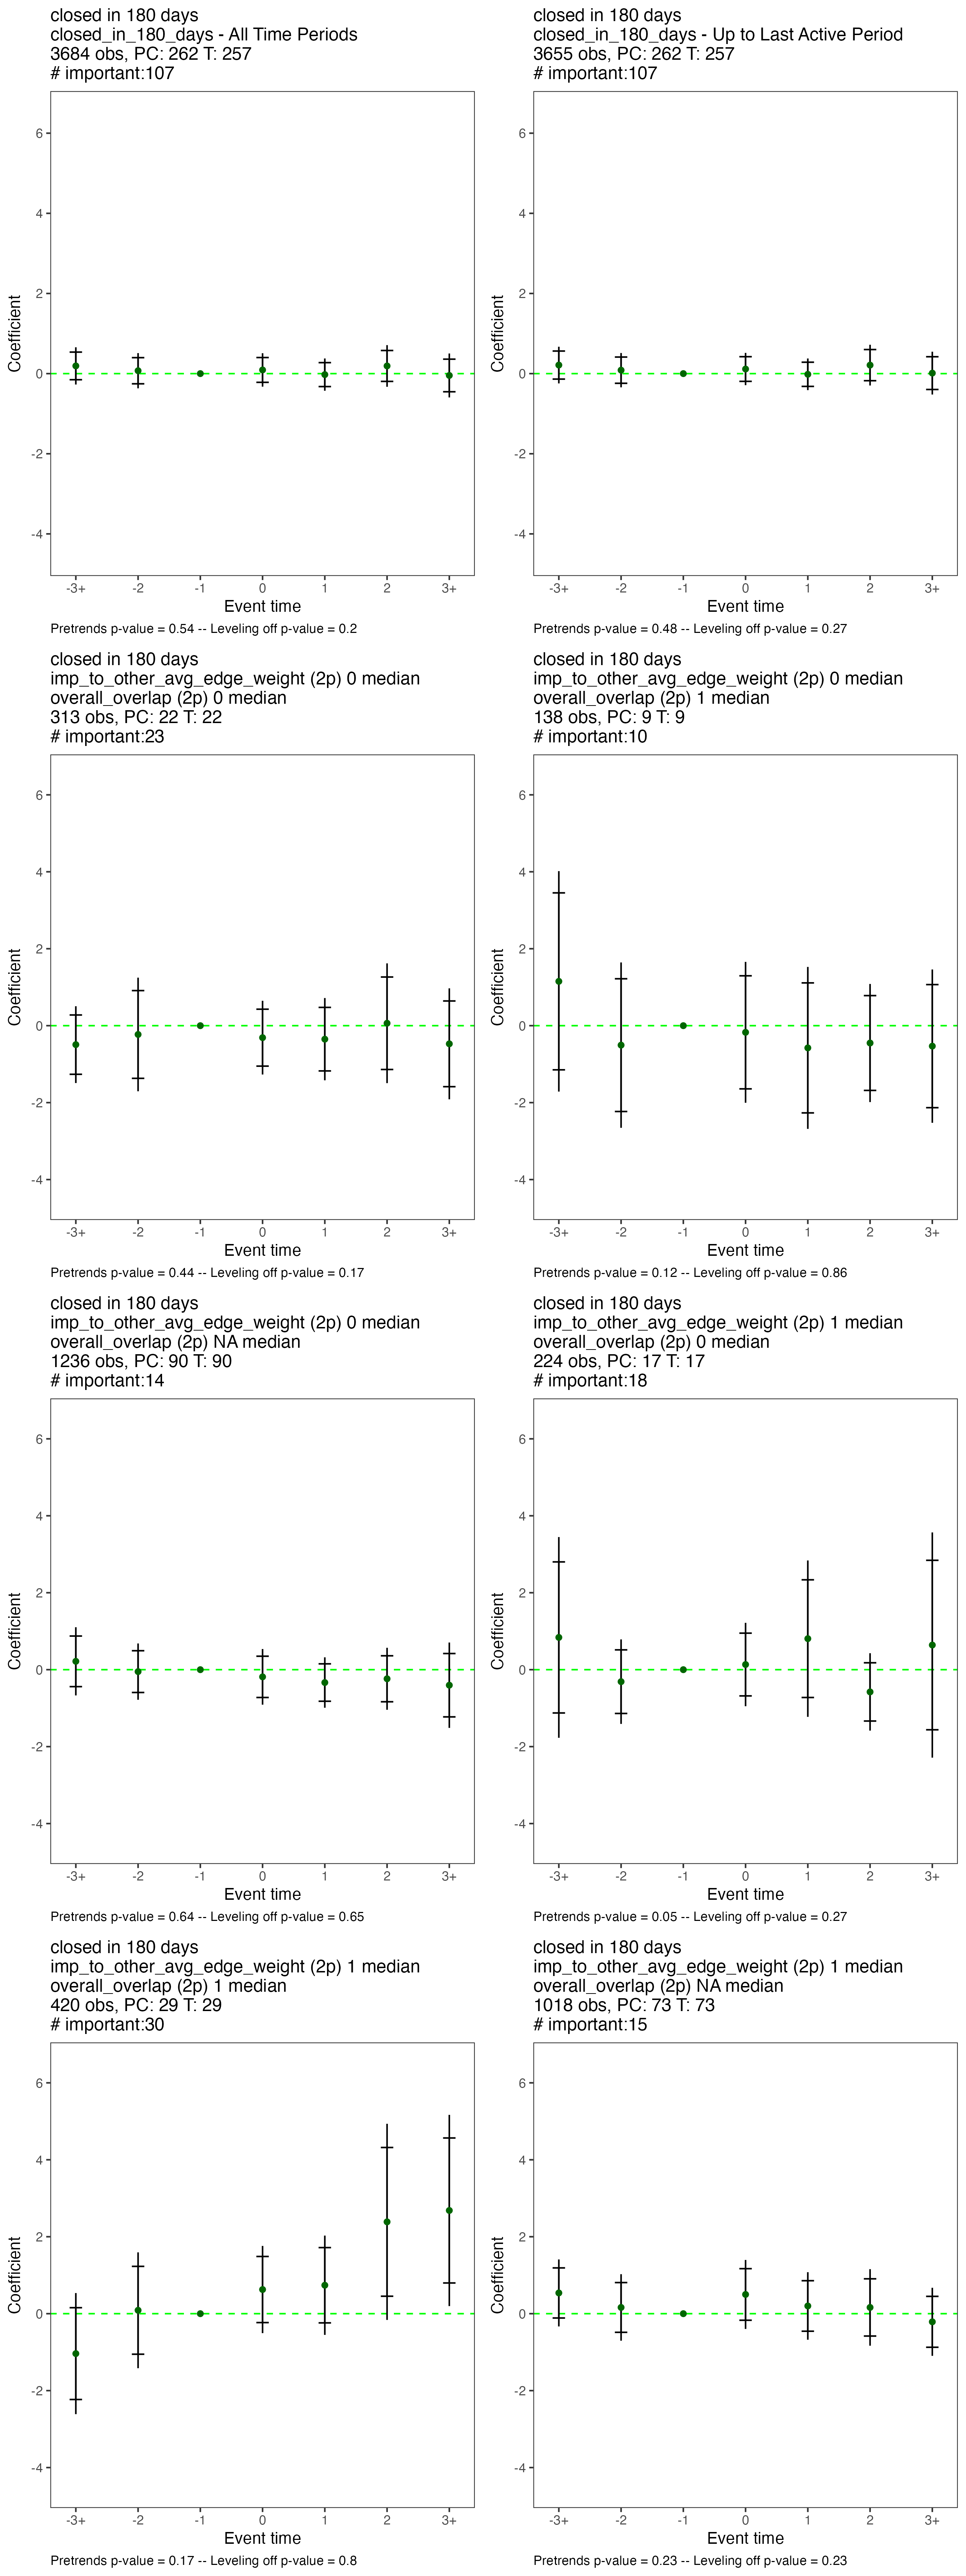 closed in 180 days
closed_in_180_days - All Time Periods
3684 obs, PC: 262 T: 257
# important:107
Coefficient
6
4
2
0
-2
-4
-3+ -2 -1 0 1 2 3+
Event time
Pretrends p-value = 0.54 -- Leveling off p-value = 0.2
closed in 180 days
closed_in_180_days - Up to Last Active Period
3655 obs, PC: 262 T: 257
# important:107
Coefficient
6
4
2
0
-2
-4
-3+ -2 -1 0 1 2 3+
Event time
Pretrends p-value = 0.48 -- Leveling off p-value = 0.27
closed in 180 days
imp_to_other_avg_edge_weight (2p) 0 median
overall_overlap (2p) 0 median
313 obs, PC: 22 T: 22
# important:23
Coefficient
6
4
2
0
-2
-4
-3+ -2 -1 0 1 2 3+
Event time
Pretrends p-value = 0.44 -- Leveling off p-value = 0.17
closed in 180 days
imp_to_other_avg_edge_weight (2p) 0 median
overall_overlap (2p) 1 median
138 obs, PC: 9 T: 9
# important:10
Coefficient
6
4
2
0
-2
-4
-3+ -2 -1 0 1 2 3+
Event time
Pretrends p-value = 0.12 -- Leveling off p-value = 0.86
closed in 180 days
imp_to_other_avg_edge_weight (2p) 0 median
overall_overlap (2p) NA median
1236 obs, PC: 90 T: 90
# important:14
Coefficient
6
4
2
0
-2
-4
-3+ -2 -1 0 1 2 3+
Event time
Pretrends p-value = 0.64 -- Leveling off p-value = 0.65
closed in 180 days
imp_to_other_avg_edge_weight (2p) 1 median
overall_overlap (2p) 0 median
224 obs, PC: 17 T: 17
# important:18
Coefficient
6
4
2
0
-2
-4
-3+ -2 -1 0 1 2 3+
Event time
Pretrends p-value = 0.05 -- Leveling off p-value = 0.27
closed in 180 days
imp_to_other_avg_edge_weight (2p) 1 median
overall_overlap (2p) 1 median
420 obs, PC: 29 T: 29
# important:30
Coefficient
6
4
2
0
-2
-4
-3+ -2 -1 0 1 2 3+
Event time
Pretrends p-value = 0.17 -- Leveling off p-value = 0.8
closed in 180 days
imp_to_other_avg_edge_weight (2p) 1 median
overall_overlap (2p) NA median
1018 obs, PC: 73 T: 73
# important:15
Coefficient
6
4
2
0
-2
-4
-3+ -2 -1 0 1 2 3+
Event time
Pretrends p-value = 0.23 -- Leveling off p-value = 0.23